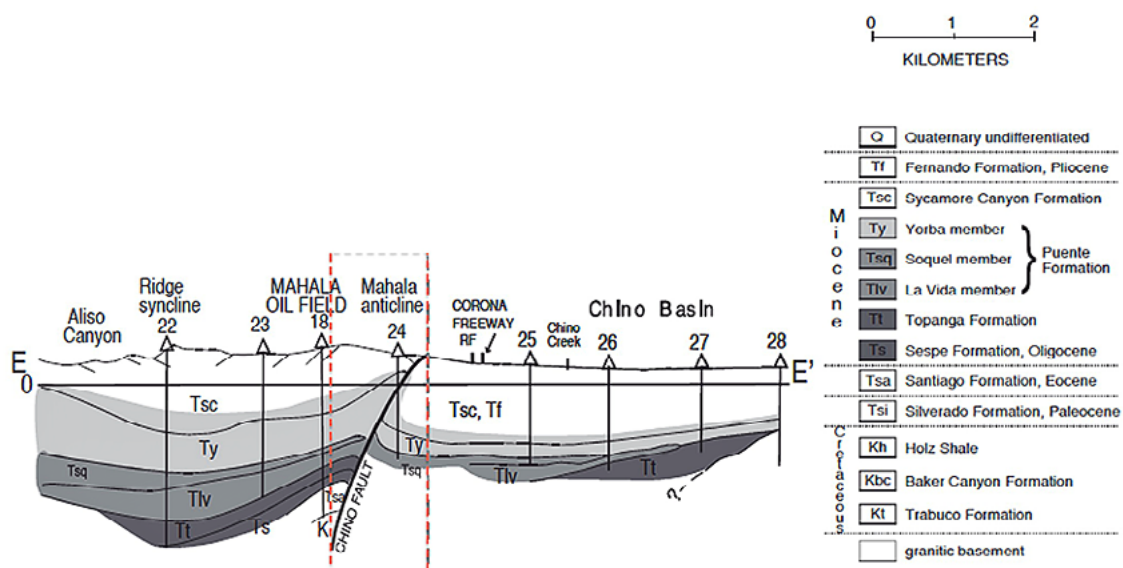 0 1 2
KILOMETERS
Q Quaternary undifferentiated
Tf Fernando Formation, Pliocene
Tsc Sycamore Canyon Formation
Ty Yorba member
Tsq Soquel member
Tlv La Vida member
Puente
Formation
Tt Topanga Formation
Ts Sespe Formation, Oligocene
Miocene
Tsa Santiago Formation, Eocene
Tsi Silverado Formation, Paleocene
Kh Holz Shale
Kbc Baker Canyon Formation
Kt Trabuco Formation
Cretaceous
granitic basement
Aliso
Canyon
Ridge
syncline
22
23
MAHALA
OIL FIELD
18
Mahala
anticline
24
CORONA
FREEWAY
RF
25
Chino
Creek
Chino Basin
26
27
28
E
0
E'
Tsc
Ty
Tsq
Tlv
Tt
Ts
Tsa
K
CHINO FAULT
Tsc, Tf
Ty
Tsq
Tlv
Tt
?